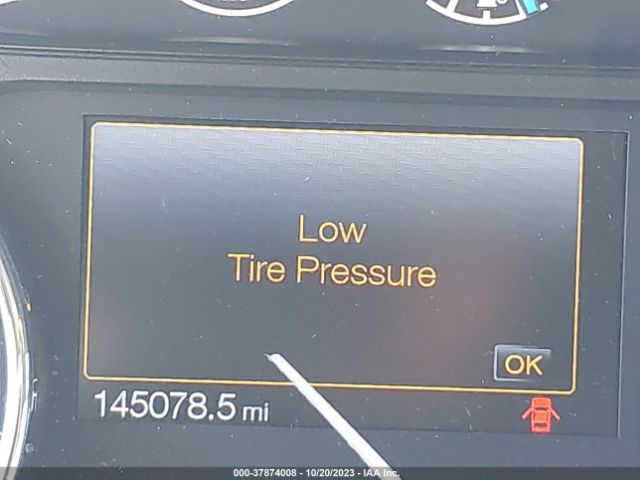 Low
Tire Pressure
OK
145078.5 mi
000-37874008 - 10/20/2023 - IAA Inc.